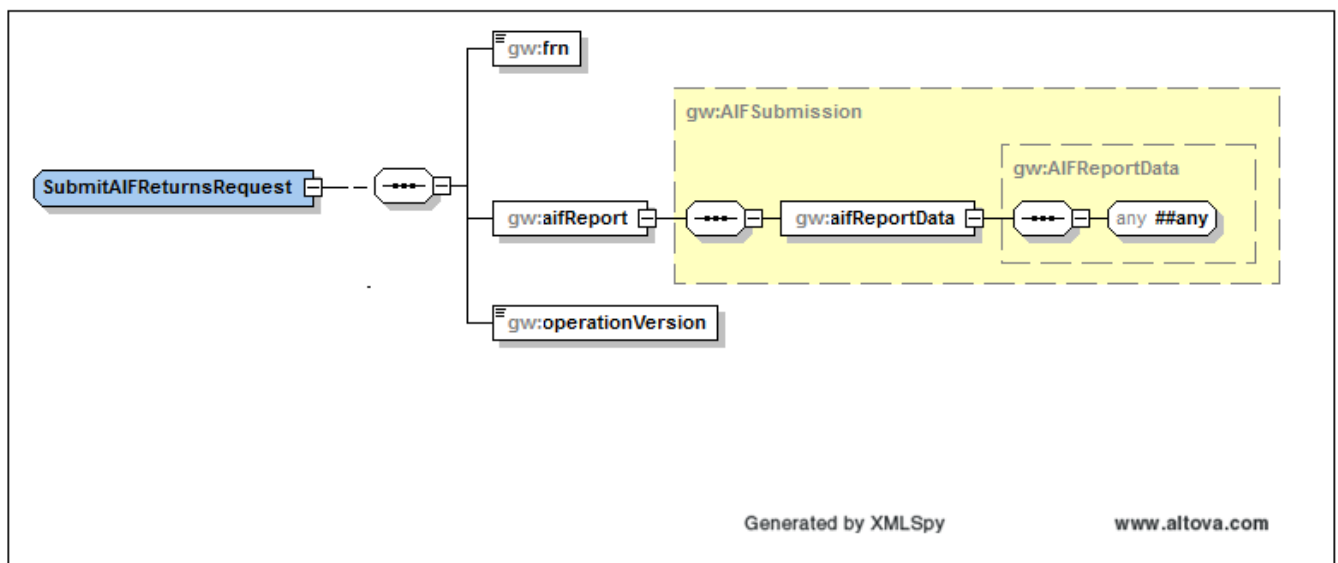 gw:frn
gw:AIFSubmission
gw:AIFReportData
SubmitAIFReturnsRequest
gw:aifReport
gw:aifReportData
any ##any
gw:operationVersion
Generated by XMLSpy
www.altova.com